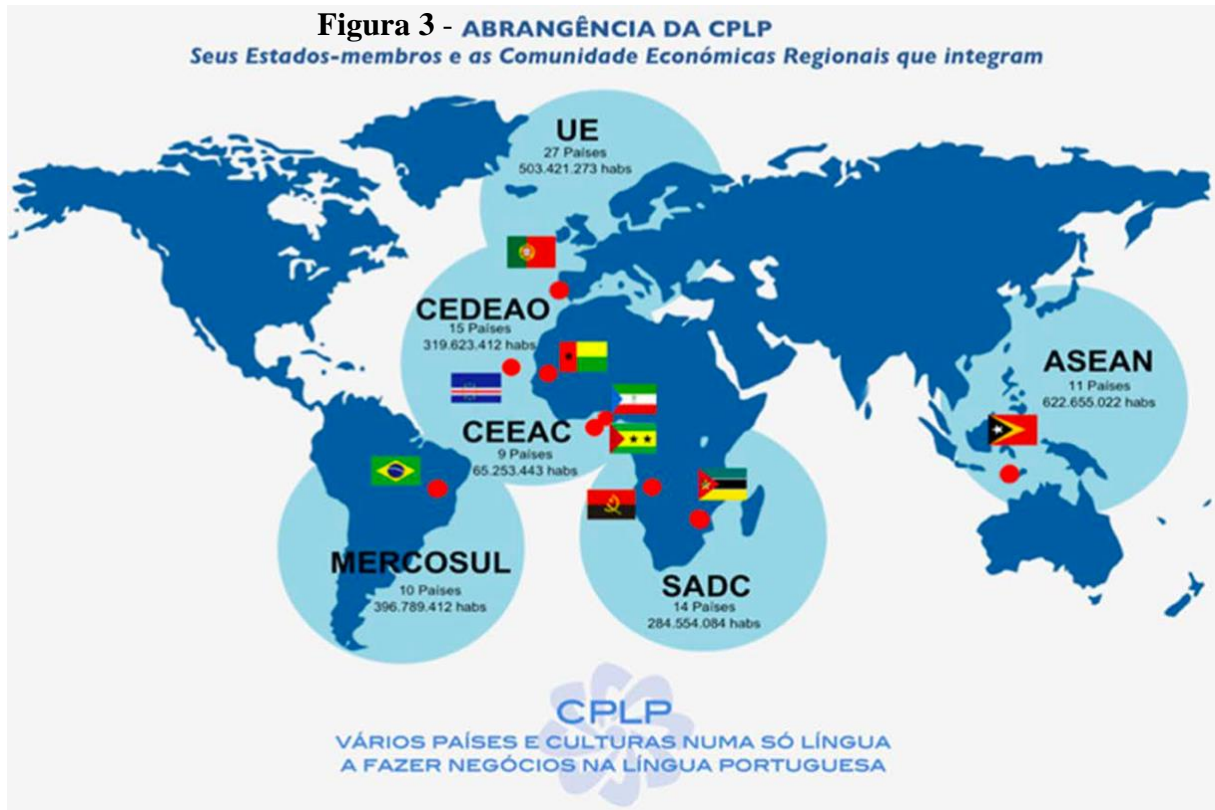 Figura 3 - ABRANGÊNCIA DA CPLP
Seus Estados-membros e as Comunidade Económicas Regionais que integram
UE
27 Países
503.421.273 habs
CEDEAO
15 Países
319.623.412 habs
ASEAN
11 Países
622.655.022 habs
CEEAC
9 Países
65.253.443 habs
MERCOSUL
10 Países
396.789.412 habs
SADC
14 Países
284.554.084 habs
CPLP
VÁRIOS PAÍSES E CULTURAS NUMA SÓ LÍNGUA
A FAZER NEGÓCIOS NA LÍNGUA PORTUGUESA